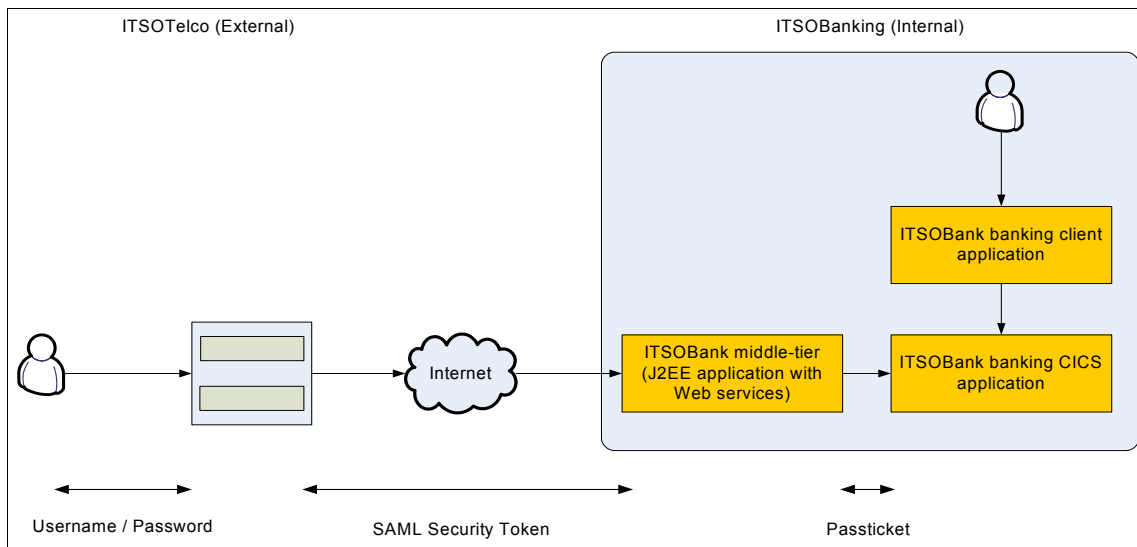 ITSOTelco (External)
ITSOBanking (Internal)
ITSOBank banking client
application
Internet
ITSOBank middle-tier
(J2EE application with
Web services)
ITSOBank banking CICS
application
Username / Password
SAML Security Token
Passticket